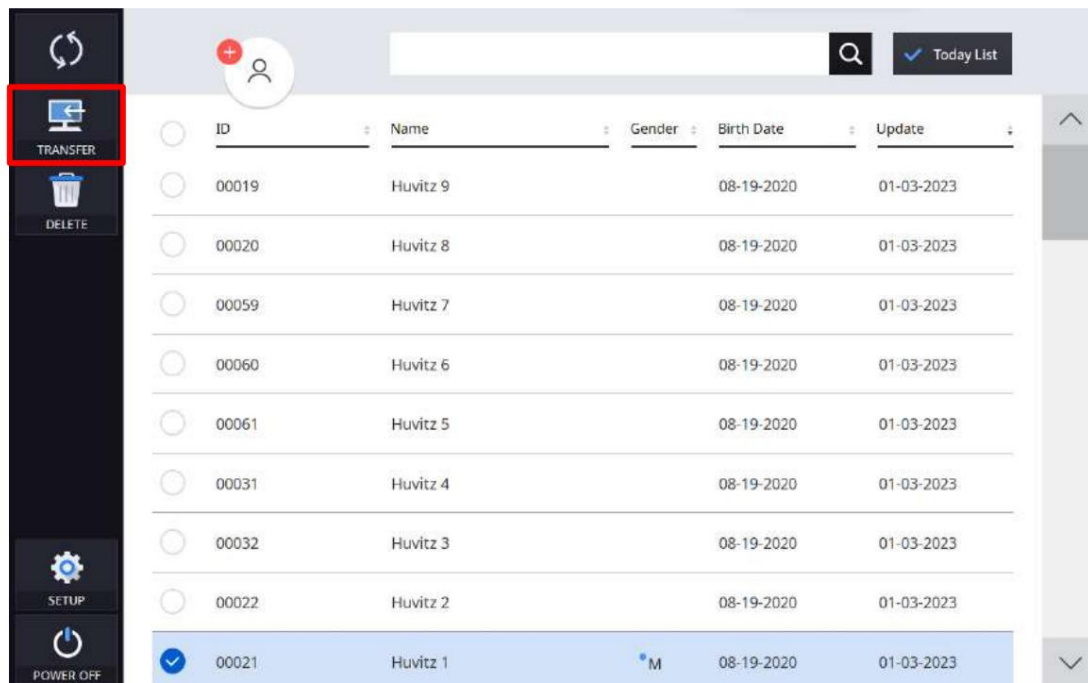 Today List
TRANSFER
DELETE
SETUP
POWER OFF
ID Name Gender Birth Date Update
00019 Huvitz 9 08-19-2020 01-03-2023
00020 Huvitz 8 08-19-2020 01-03-2023
00059 Huvitz 7 08-19-2020 01-03-2023
00060 Huvitz 6 08-19-2020 01-03-2023
00061 Huvitz 5 08-19-2020 01-03-2023
00031 Huvitz 4 08-19-2020 01-03-2023
00032 Huvitz 3 08-19-2020 01-03-2023
00022 Huvitz 2 08-19-2020 01-03-2023
00021 Huvitz 1 M 08-19-2020 01-03-2023